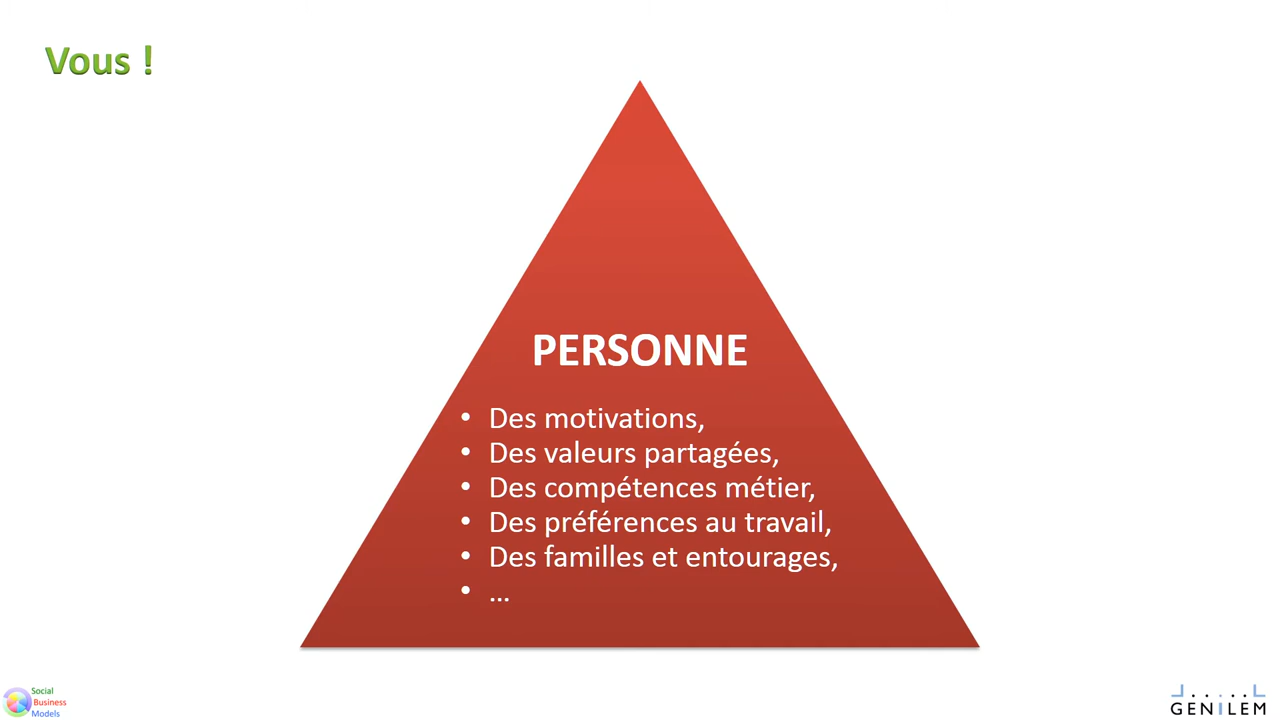 Vous !
PERSONNE
• Des motivations,
• Des valeurs partagées,
• Des compétences métier,
• Des préférences au travail,
• Des familles et entourages,
• ...
Social
Business
Models
GENILEM